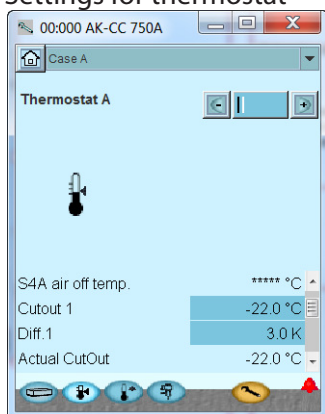 Settings for thermostat
00:000 AK-CC 750A
Case A
Thermostat A
S4A air off temp. ***** °C
Cutout 1 -22.0 °C
Diff.1 3.0 K
Actual CutOut -22.0 °C